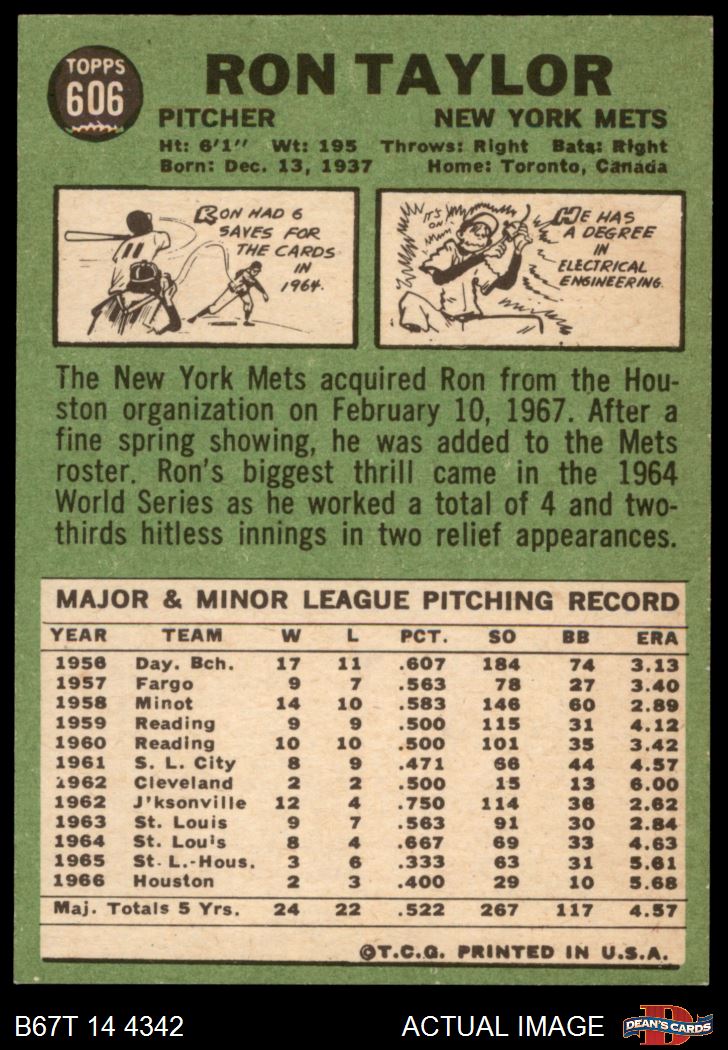 TOPPS
606
RON TAYLOR
PITCHER NEW YORK METS
Ht: 6'1" Wt: 195 Throws: Right Bats: Right
Born: Dec. 13, 1937 Home: Toronto, Canada
RON HAD 6
SAVES FOR
THE CARDS
IN
1964.
IT'S
ON!
HE HAS
A DEGREE
IN
ELECTRICAL
ENGINEERING.
The New York Mets acquired Ron from the Hou-
ston organization on February 10, 1967. After a
fine spring showing, he was added to the Mets
roster. Ron's biggest thrill came in the 1964
World Series as he worked a total of 4 and two-
thirds hitless innings in two relief appearances.
MAJOR & MINOR LEAGUE PITCHING RECORD
YEAR TEAM W L PCT. SO BB ERA
1956 Day. Bch. 17 11 .607 184 74 3.13
1957 Fargo 9 7 .563 78 27 3.40
1958 Minot 14 10 .583 146 60 2.89
1959 Reading 9 9 .500 115 31 4.12
1960 Reading 10 10 .500 101 35 3.42
1961 S. L. City 8 9 .471 66 44 4.57
1962 Cleveland 2 2 .500 15 13 6.00
1962 J'ksonville 12 4 .750 114 36 2.62
1963 St. Louis 9 7 .563 91 30 2.84
1964 St. Louis 8 4 .667 69 33 4.63
1965 St. L.-Hous. 3 6 .333 63 31 5.61
1966 Houston 2 3 .400 29 10 5.68
Maj. Totals 5 Yrs. 24 22 .522 267 117 4.57
©T.C.G. PRINTED IN U.S.A.
B67T 14 4342 ACTUAL IMAGE
D
DEAN'S CARDS